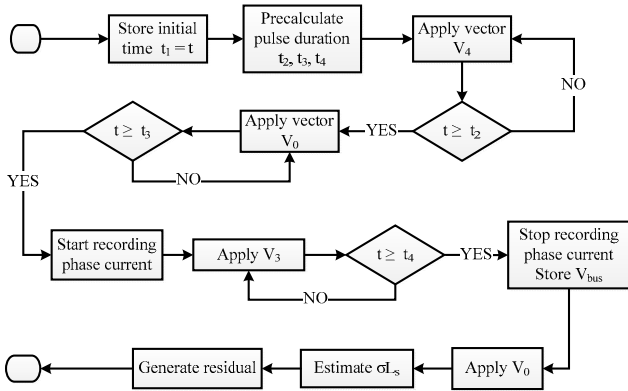 Store initial
time t₁ = t
Precalculate
pulse duration
t₂, t₃, t₄
Apply vector
V₄
NO
t ≥ t₂
YES
Apply vector
V₀
t ≥ t₃
NO
YES
Start recording
phase current
Apply V₃
t ≥ t₄
NO
YES
Stop recording
phase current
Store V_bus
Apply V₀
Estimate σLₛ
Generate residual